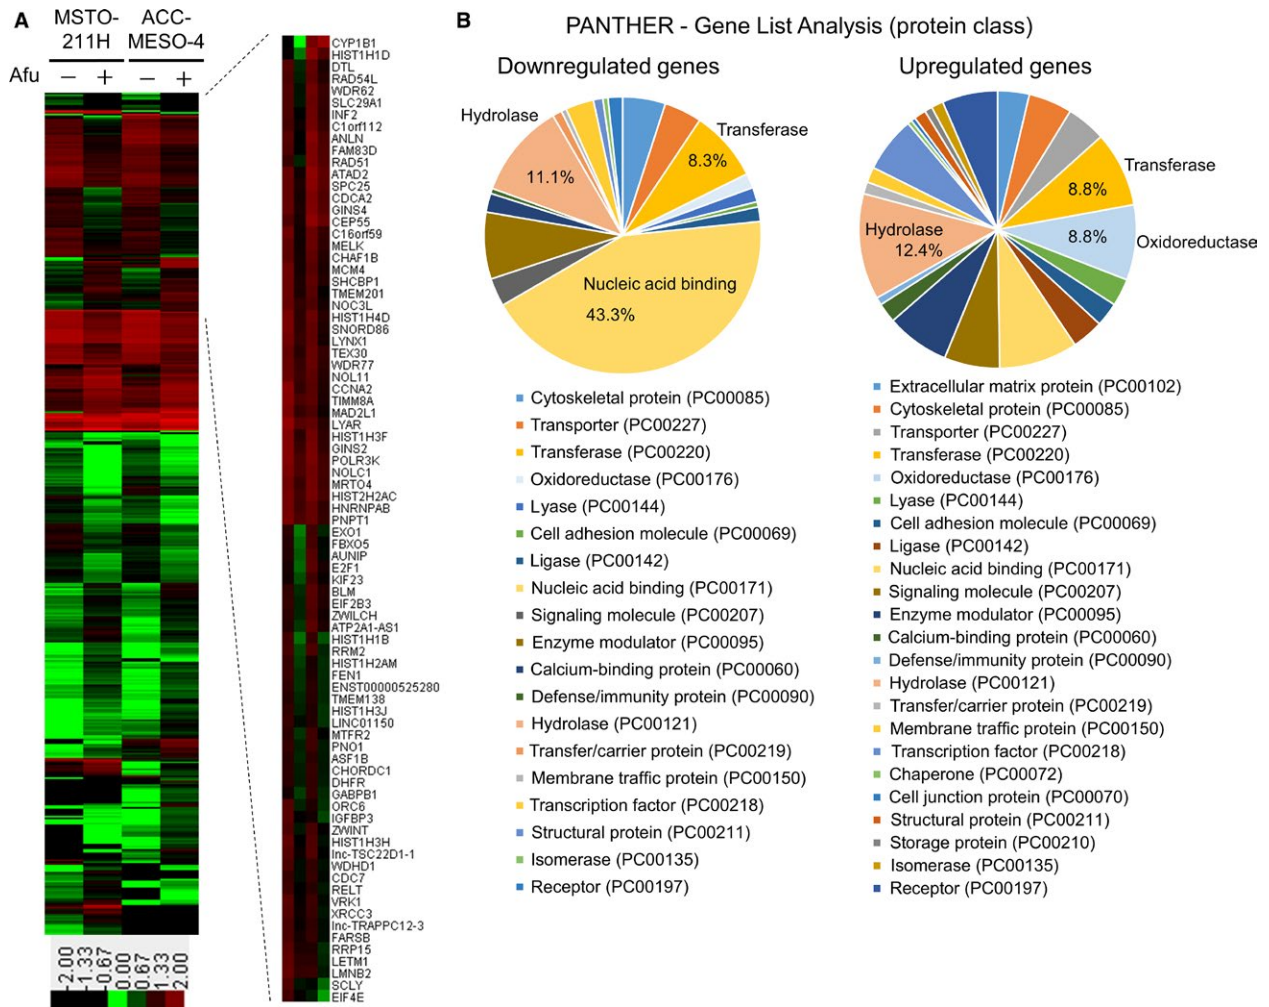 A
MSTO-
211H
ACC-
MESO-4
Afu
− + − +
-2.00
-1.33
-0.67
0.00
0.67
1.33
2.00
CYP1B1
HIST1H1D
DTL
RAD54L
WDR62
SLC29A1
INF2
C1orf112
ANLN
FAM83D
RAD51
ATAD2
SPC25
CDCA2
GINS4
CEP55
C16orf59
MELK
CHAF1B
MCM4
SHCBP1
TMEM201
NOC3L
HIST1H4D
SNORD86
LYNX1
TEX30
WDR77
NOL11
CCNA2
TIMM8A
MAD2L1
LYAR
HIST1H3F
GINS2
POLR3K
NOLC1
MRTO4
HIST2H2AC
HNRNPAB
PNPT1
EXO1
FBXO5
AUNIP
E2F1
KIF23
BLM
EIF2B3
ZWILCH
ATP2A1-AS1
HIST1H1B
RRM2
HIST1H2AM
FEN1
ENST00000525280
TMEM138
HIST1H3J
LINC01150
MTFR2
PNO1
ASF1B
CHORDC1
DHFR
GABPB1
ORC6
IGFBP3
ZWINT
HIST1H3H
lnc-TSC22D1-1
WDHD1
CDC7
RELT
VRK1
XRCC3
lnc-TRAPPC12-3
FARSB
RRP15
LETM1
LMNB2
SCLY
EIF4E
B
PANTHER - Gene List Analysis (protein class)
Downregulated genes
Hydrolase
11.1%
Transferase
8.3%
Nucleic acid binding
43.3%
Cytoskeletal protein (PC00085)
Transporter (PC00227)
Transferase (PC00220)
Oxidoreductase (PC00176)
Lyase (PC00144)
Cell adhesion molecule (PC00069)
Ligase (PC00142)
Nucleic acid binding (PC00171)
Signaling molecule (PC00207)
Enzyme modulator (PC00095)
Calcium-binding protein (PC00060)
Defense/immunity protein (PC00090)
Hydrolase (PC00121)
Transfer/carrier protein (PC00219)
Membrane traffic protein (PC00150)
Transcription factor (PC00218)
Structural protein (PC00211)
Isomerase (PC00135)
Receptor (PC00197)
Upregulated genes
Transferase
8.8%
8.8%
Oxidoreductase
Hydrolase
12.4%
Extracellular matrix protein (PC00102)
Cytoskeletal protein (PC00085)
Transporter (PC00227)
Transferase (PC00220)
Oxidoreductase (PC00176)
Lyase (PC00144)
Cell adhesion molecule (PC00069)
Ligase (PC00142)
Nucleic acid binding (PC00171)
Signaling molecule (PC00207)
Enzyme modulator (PC00095)
Calcium-binding protein (PC00060)
Defense/immunity protein (PC00090)
Hydrolase (PC00121)
Transfer/carrier protein (PC00219)
Membrane traffic protein (PC00150)
Transcription factor (PC00218)
Chaperone (PC00072)
Cell junction protein (PC00070)
Structural protein (PC00211)
Storage protein (PC00210)
Isomerase (PC00135)
Receptor (PC00197)